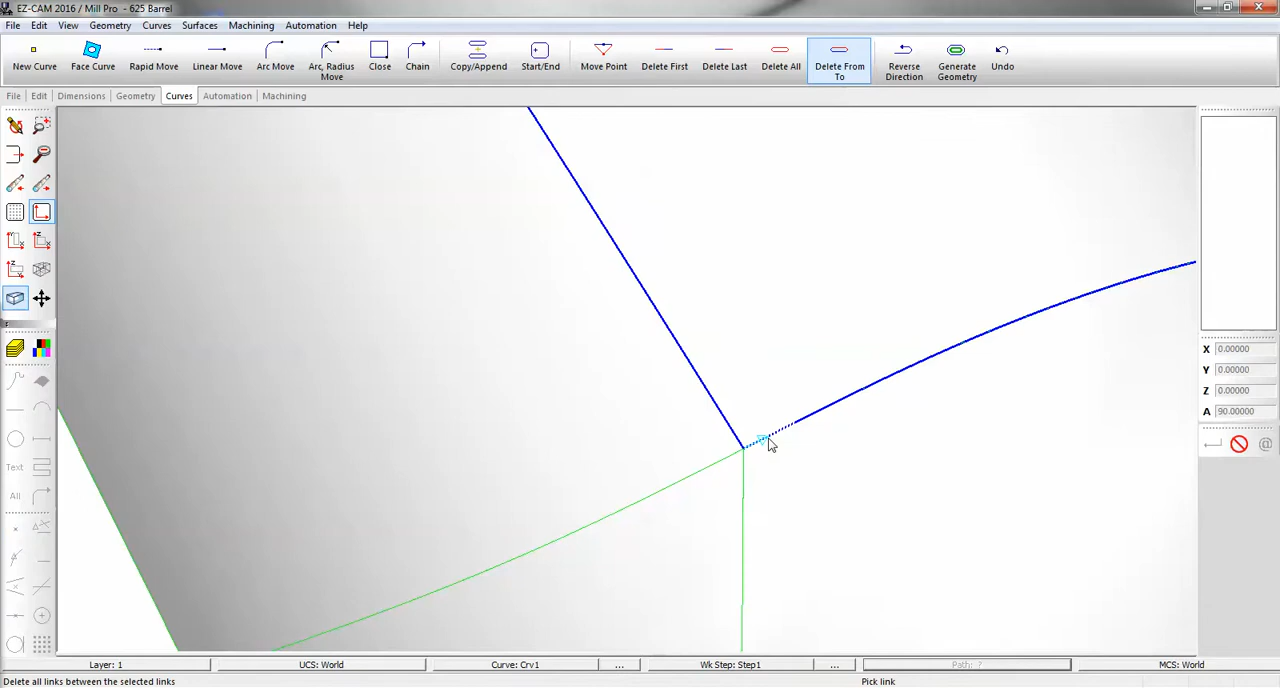 EZ-CAM 2016 / Mill Pro - 625 Barrel
File Edit View Geometry Curves Surfaces Machining Automation Help
New Curve Face Curve Rapid Move Linear Move Arc Move Arc, Radius Move Close Chain Copy/Append Start/End Move Point Delete First Delete Last Delete All Delete From To Reverse Direction Generate Geometry Undo
File Edit Dimensions Geometry Curves Automation Machining
X 0.00000
Y 0.00000
Z 0.00000
A 90.00000
Text
All
Layer: 1 UCS: World Curve: Crv1 ... Wk Step: Step1 ... Path: ? MCS: World
Delete all links between the selected links Pick link